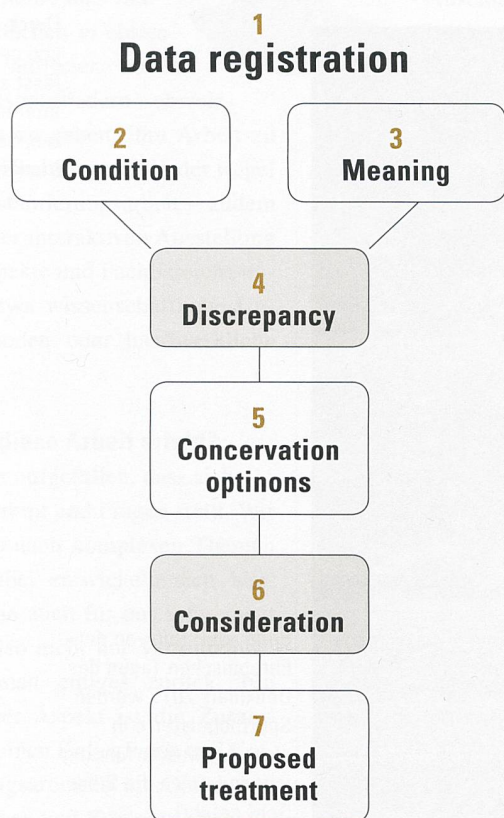 1
Data registration
2
Condition
3
Meaning
4
Discrepancy
5
Concervation
optinons
6
Consideration
7
Proposed
treatment